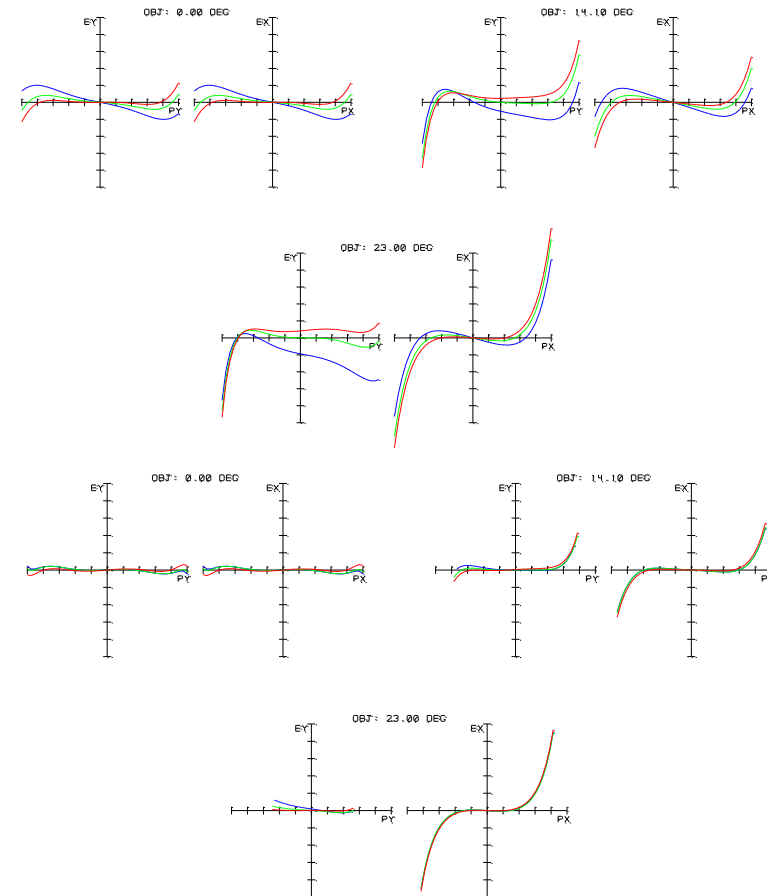 OBJ: 0.00 DEG
OBJ: 14.10 DEG
EY EX EY EX
PY PX PY PX
OBJ: 23.00 DEG
EY EX
PY PX
OBJ: 0.00 DEG
OBJ: 14.10 DEG
EY EX EY EX
PY PX PY P
OBJ: 23.00 DEG
EY EX
PY PX